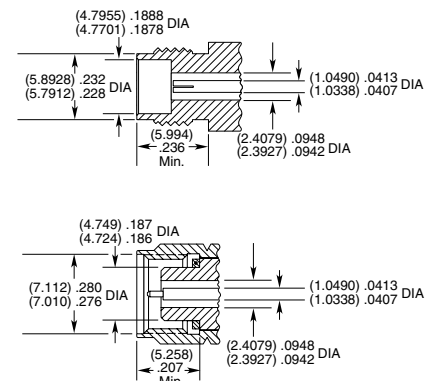 (4.7955) .1888
(4.7701) .1878 DIA
(5.8928) .232
(5.7912) .228 DIA
(1.0490) .0413
(1.0338) .0407 DIA
(5.994)
.236
Min.
(2.4079) .0948
(2.3927) .0942 DIA
(4.749) .187
(4.724) .186 DIA
(7.112) .280
(7.010) .276 DIA
(1.0490) .0413
(1.0338) .0407 DIA
(5.258)
.207
Min.
(2.4079) .0948
(2.3927) .0942 DIA